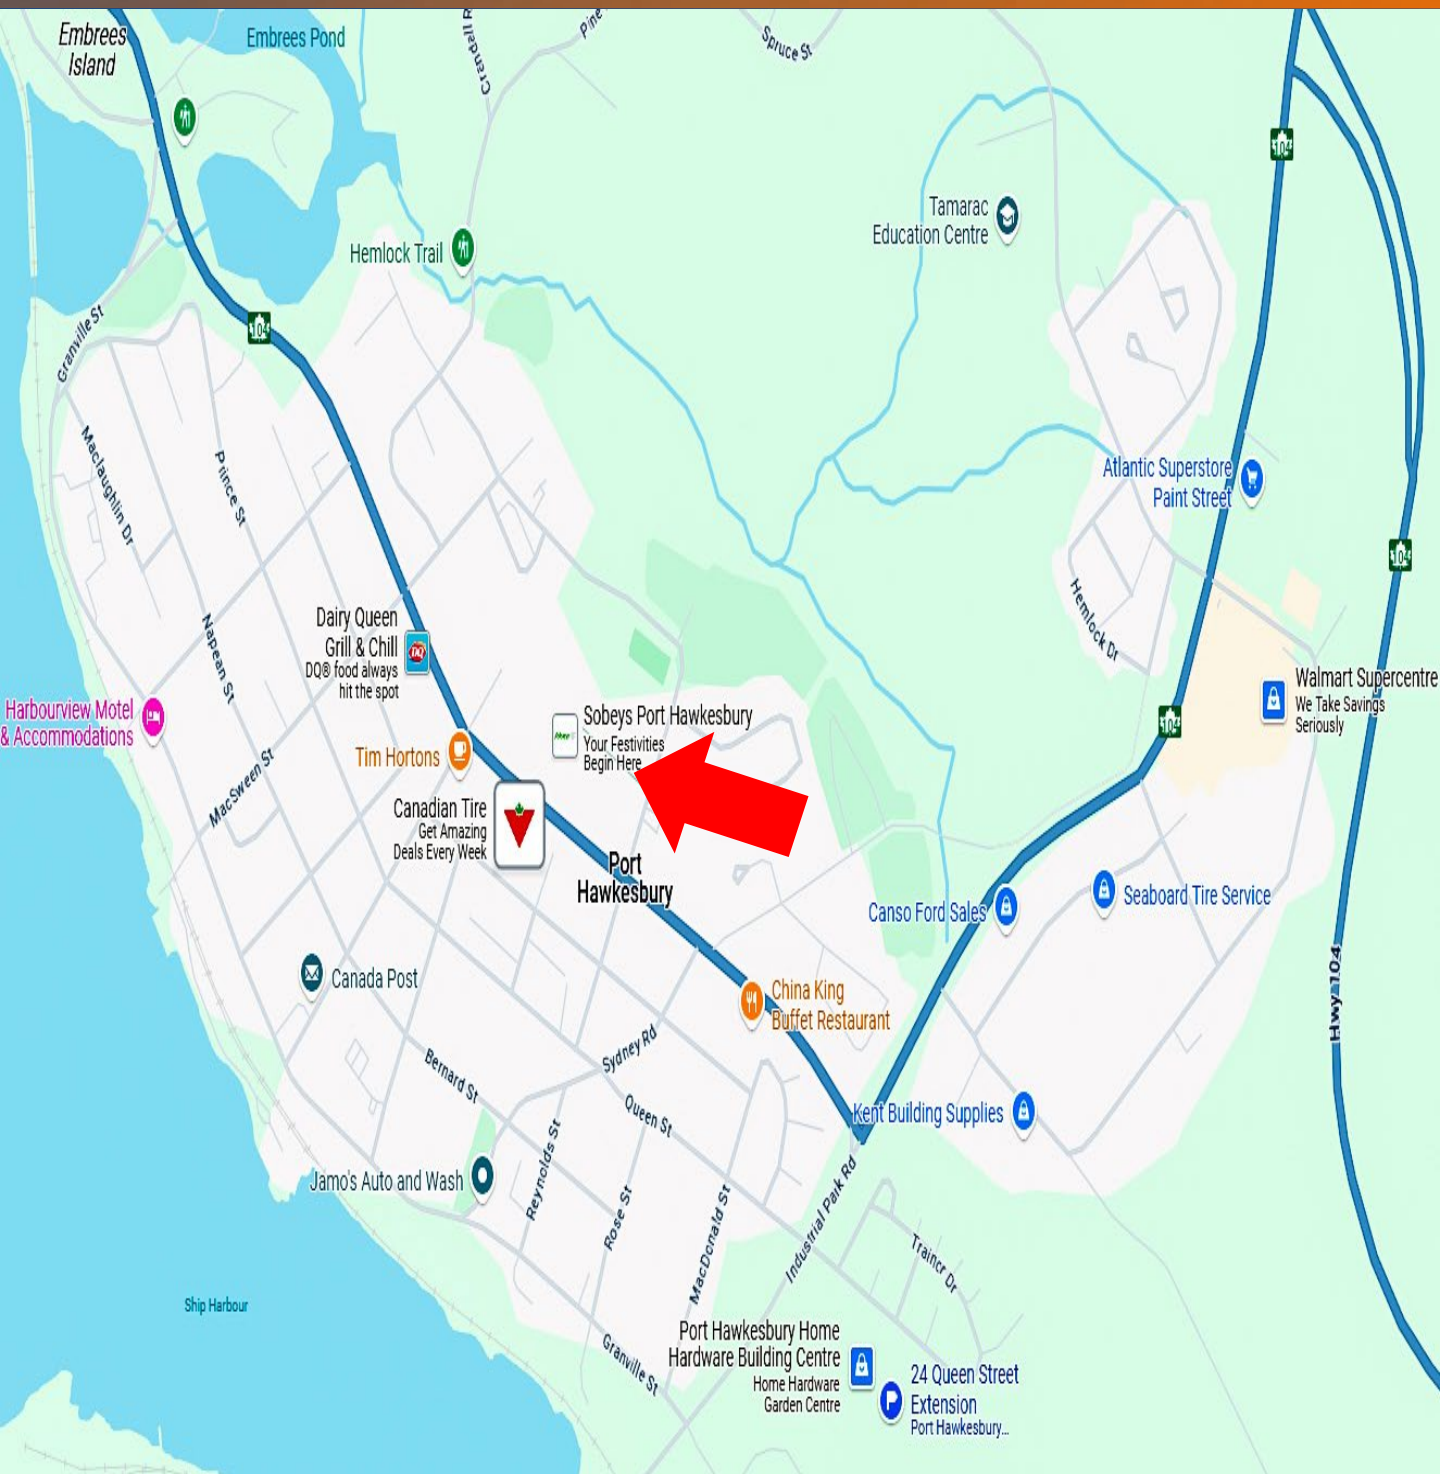 Embrees
Island
Embrees Pond
Pine
Spruce St
104
Tamarac
Education Centre
Hemlock Trail
Granville St
104
Maclaughlin Dr
Prince St
Atlantic Superstore
Paint Street
104
Hemlock Dr
Dairy Queen
Grill & Chill
DQ® food always
hit the spot
DQ
Napean St
Harbourview Motel
& Accommodations
Walmart Supercentre
We Take Savings
Seriously
104
Sobeys Port Hawkesbury
Your Festivities
Begin Here
Tim Hortons
MacSween St
Canadian Tire
Get Amazing
Deals Every Week
Port
Hawkesbury
Canso Ford Sales
Seaboard Tire Service
Canada Post
China King
Buffet Restaurant
Hwy 104
Sydney Rd
Bernard St
Queen St
Kent Building Supplies
Jamo's Auto and Wash
Reynolds St
Rose St
MacDonald St
Industrial Park Rd
Ship Harbour
Granville St
Port Hawkesbury Home
Hardware Building Centre
Home Hardware
Garden Centre
P
24 Queen Street
Extension
Port Hawkesbury...